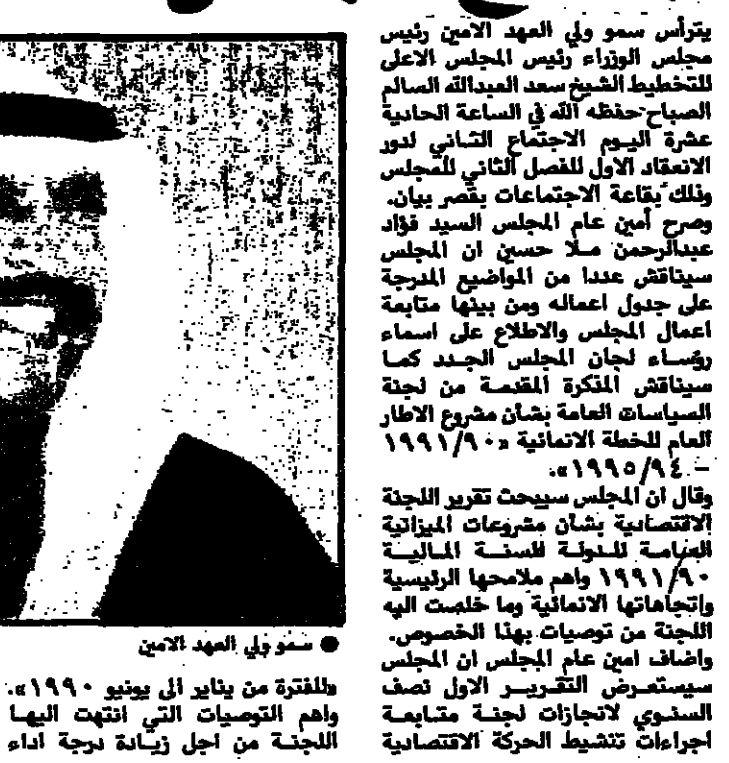 يترأس سمو ولي العهد الامين رئيس
مجلس الوزراء رئيس المجلس الاعلى
للتخطيط الشيخ سعد العبدالله السالم
الصباح حفظه الله في الساعة الحادية
عشرة اليوم الاجتماع الثاني لدور
الانعقاد الاول للفصل الثاني للمجلس
وذلك بقاعة الاجتماعات بقصر بيان.
وصرح أمين عام المجلس السيد فؤاد
عبدالرحمن ملا حسين ان المجلس
سيناقش عددا من المواضيع المدرجة
على جدول اعماله ومن بينها متابعة
اعمال المجلس والاطلاع على اسماء
رؤساء لجان المجلس الجدد كما
سيناقش المذكرة المقدمة من لجنة
السياسات العامة بشأن مشروع الاطار
العام للخطة الانمائية «١٩٩١/٩٠
– ١٩٩٥/٩٤».
وقال ان المجلس سيبحث تقرير اللجنة
الاقتصادية بشأن مشروعات الميزانية
العامة للدولة للسنة المالية
١٩٩١/٩٠ واهم ملامحها الرئيسية
واتجاهاتها الانمائية وما خلصت اليه
اللجنة من توصيات بهذا الخصوص.
واضاف امين عام المجلس ان المجلس
سيستعرض التقرير الاول نصف
السنوي لانجازات لجنة متابعة
اجراءات تنشيط الحركة الاقتصادية
● سمو ولي العهد الامين
«للفترة من يناير الى يونيو ١٩٩٠».
واهم التوصيات التي انتهت اليها
اللجنة من اجل زيادة درجة اداء